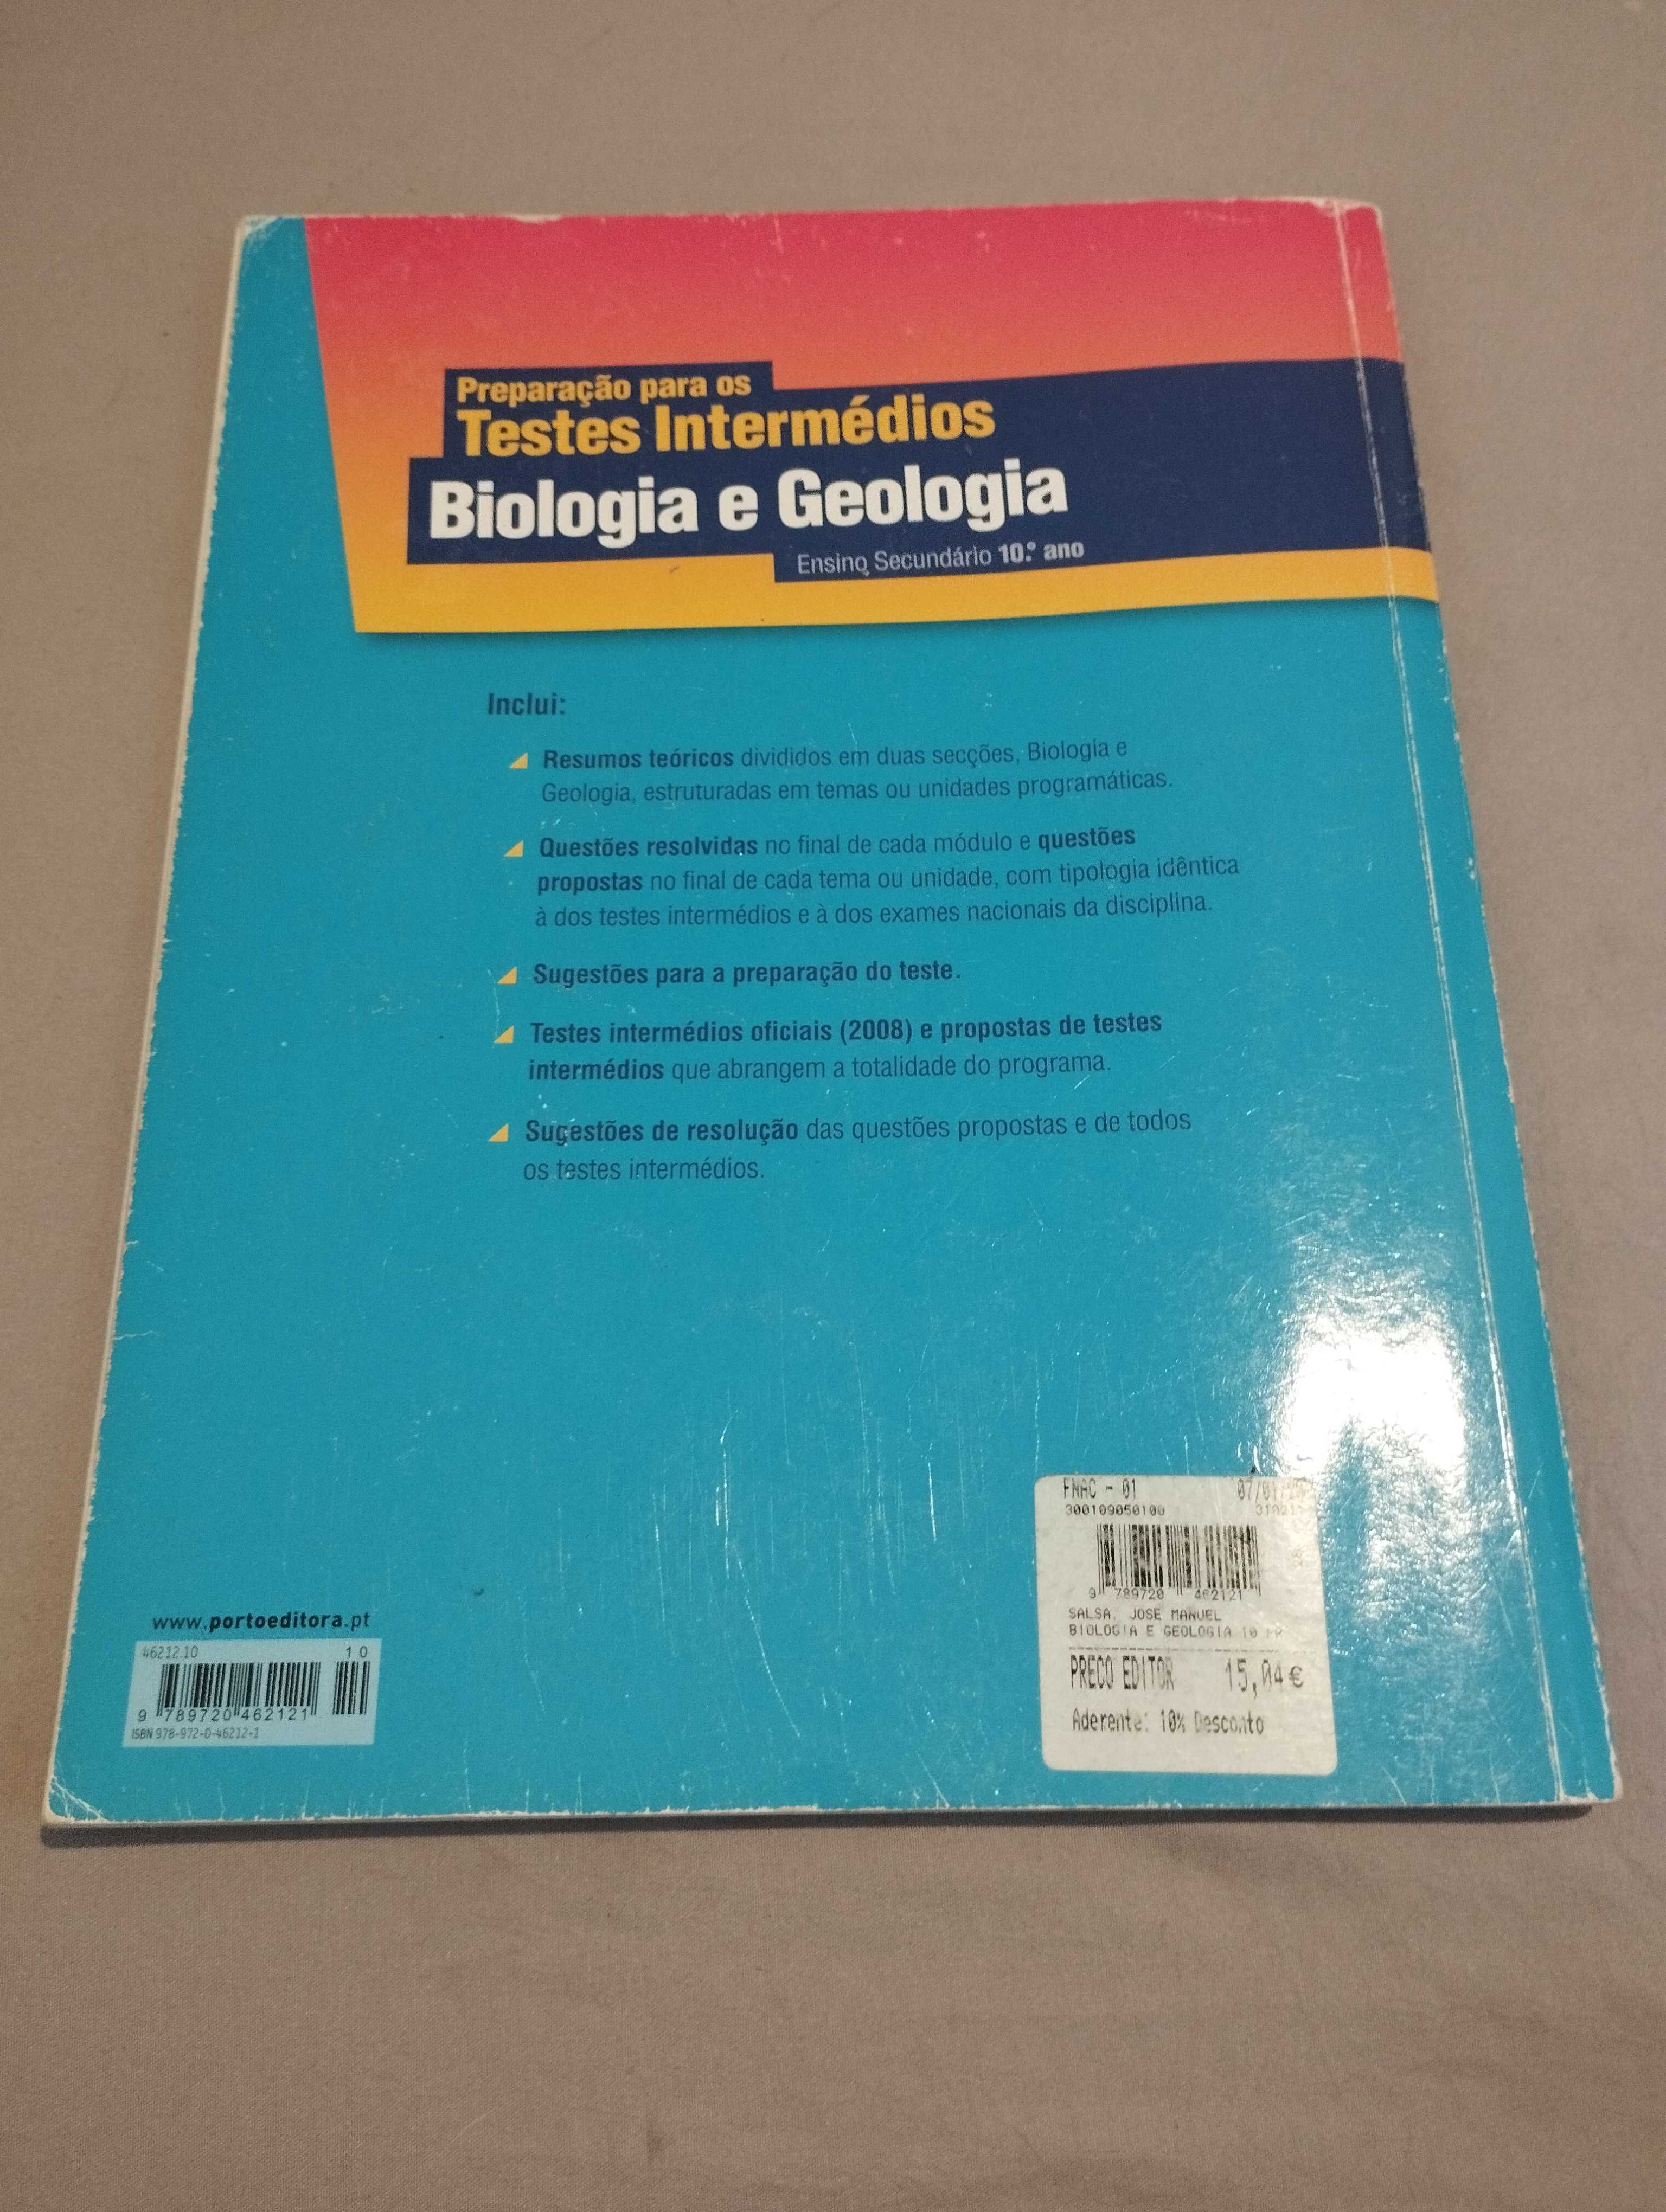 Preparação para os
Testes Intermédios
Biologia e Geologia
Ensino Secundário 10.º ano
Inclui:
Resumos teóricos divididos em duas secções, Biologia e
Geologia, estruturadas em temas ou unidades programáticas.
Questões resolvidas no final de cada módulo e questões
propostas no final de cada tema ou unidade, com tipologia idêntica
à dos testes intermédios e à dos exames nacionais da disciplina.
Sugestões para a preparação do teste.
Testes intermédios oficiais (2008) e propostas de testes
intermédios que abrangem a totalidade do programa.
Sugestões de resolução das questões propostas e de todos
os testes intermédios.
www.portoeditora.pt
46212.10 10
9 789720 462121
ISBN 978-972-0-46212-1
FNAC - 01
300109050100
9 789720 462121
SALSA, JOSE MANUEL
BIOLOGIA E GEOLOGIA 10
PRECO EDITOR 15,04€
Aderente: 10% Desconto